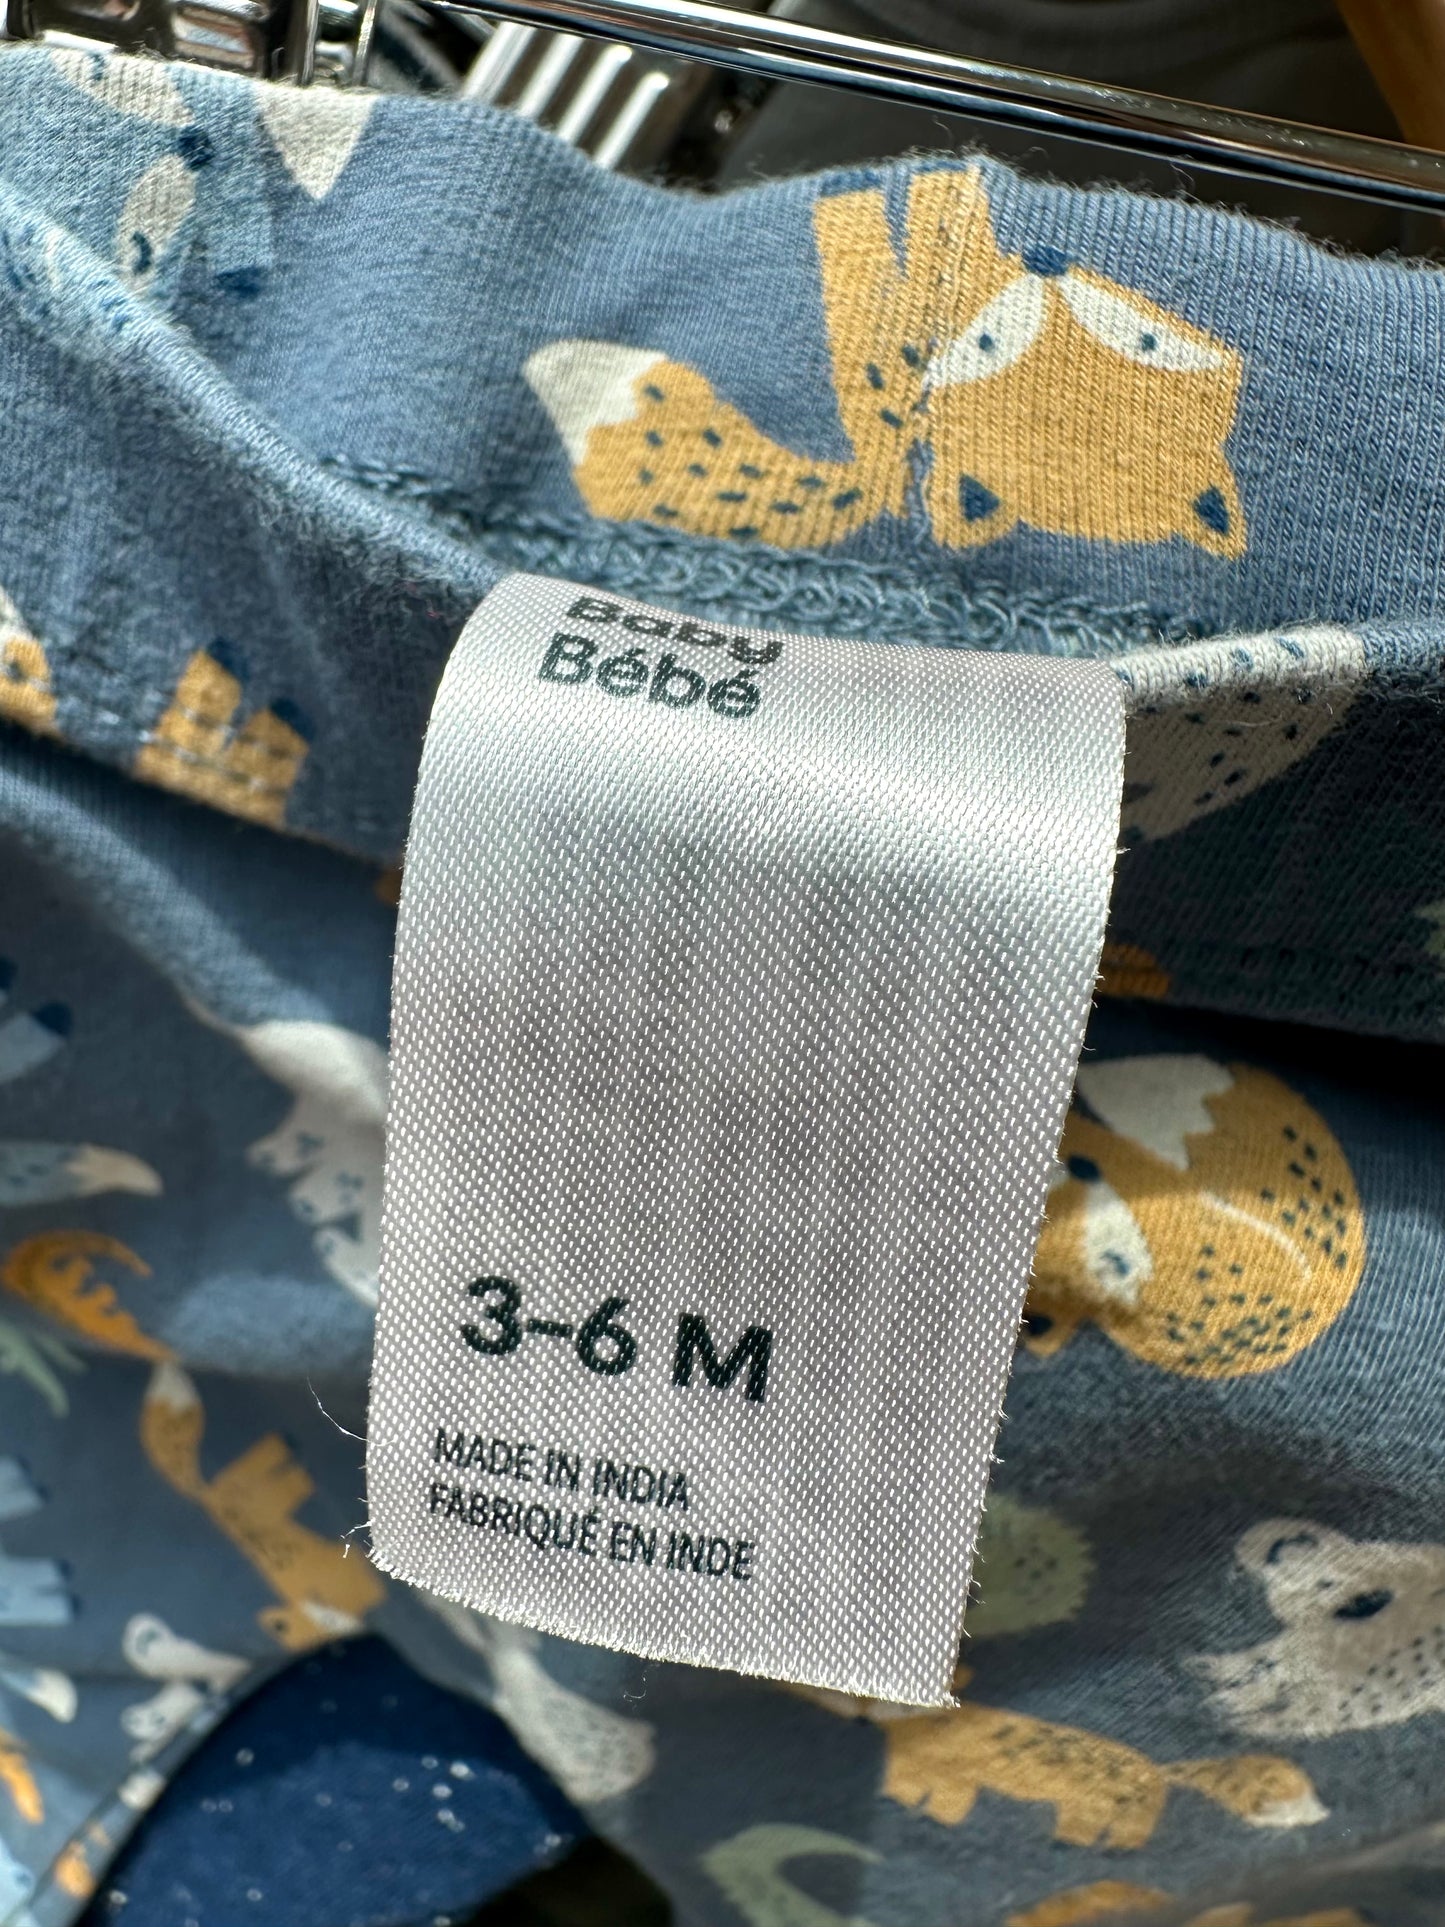 Baby
Bébé
3-6 M
MADE IN INDIA
FABRIQUÉ EN INDE